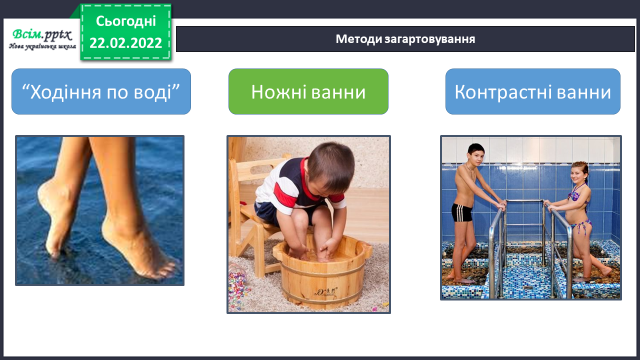 Всім.pptx
Нова українська школа
Сьогодні
22.02.2022
Методи загартовування
“Ходіння по воді”
Ножні ванни
Контрастні ванни